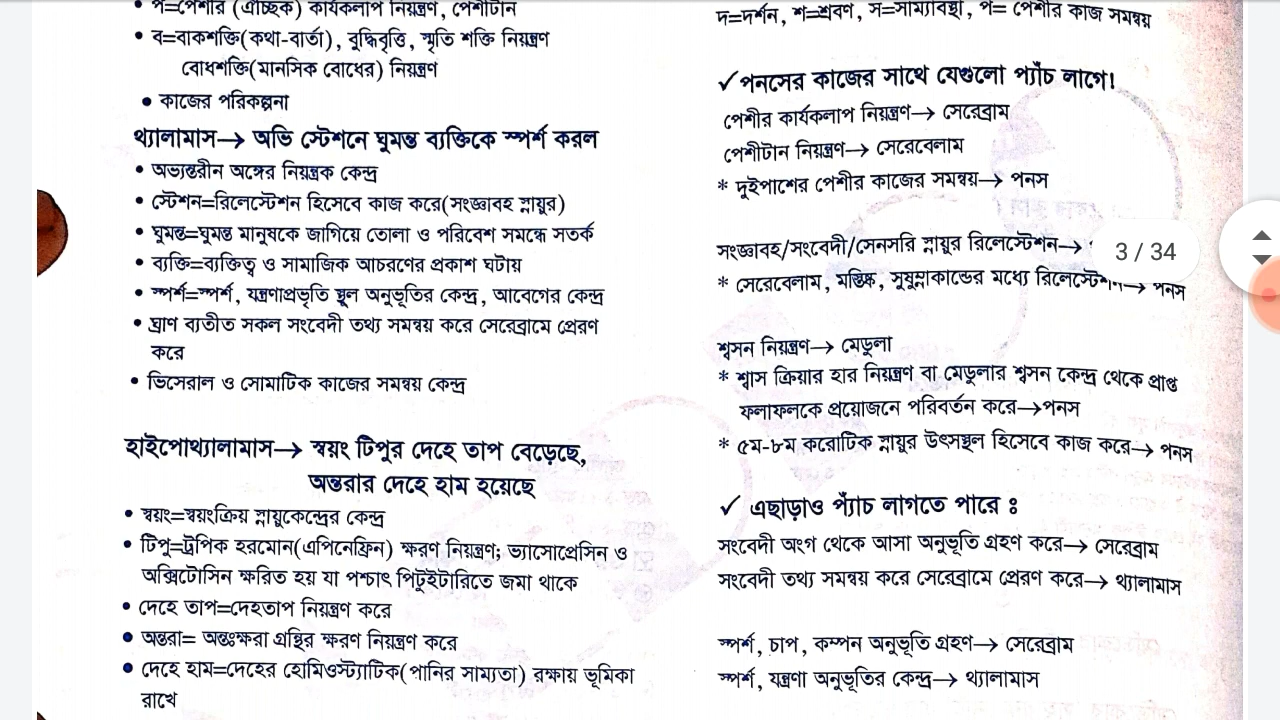 • প=পেশীর (ঐচ্ছিক) কার্যকলাপ নিয়ন্ত্রণ, পেশীটান
• ব=বাকশক্তি(কথা-বার্তা), বুদ্ধিবৃত্তি, স্মৃতি শক্তি নিয়ন্ত্রণ
বোধশক্তি(মানসিক বোধের) নিয়ন্ত্রণ
• কাজের পরিকল্পনা
থ্যালামাস→ অভি স্টেশনে ঘুমন্ত ব্যক্তিকে স্পর্শ করল
• অভ্যন্তরীন অঙ্গের নিয়ন্ত্রক কেন্দ্র
• স্টেশন=রিলেস্টেশন হিসেবে কাজ করে(সংজ্ঞাবহ স্নায়ুর)
• ঘুমন্ত=ঘুমন্ত মানুষকে জাগিয়ে তোলা ও পরিবেশ সমন্ধে সতর্ক
• ব্যক্তি=ব্যক্তিত্ব ও সামাজিক আচরণের প্রকাশ ঘটায়
• স্পর্শ=স্পর্শ, যন্ত্রণাপ্রভৃতি স্থুল অনুভূতির কেন্দ্র, আবেগের কেন্দ্র
• ঘ্রাণ ব্যতীত সকল সংবেদী তথ্য সমন্বয় করে সেরেব্রামে প্রেরণ
করে
• ভিসেরাল ও সোমাটিক কাজের সমন্বয় কেন্দ্র
হাইপোথ্যালামাস→ স্বয়ং টিপুর দেহে তাপ বেড়েছে,
অন্তরার দেহে হাম হয়েছে
• স্বয়ং=স্বয়ংক্রিয় স্নায়ুকেন্দ্রের কেন্দ্র
• টিপু=ট্রপিক হরমোন(এপিনেফ্রিন) ক্ষরণ নিয়ন্ত্রণ; ভ্যাসোপ্রেসিন ও
অক্সিটোসিন ক্ষরিত হয় যা পশ্চাৎ পিটুইটারিতে জমা থাকে
• দেহে তাপ=দেহতাপ নিয়ন্ত্রণ করে
• অন্তরা= অন্তঃক্ষরা গ্রন্থির ক্ষরণ নিয়ন্ত্রণ করে
• দেহে হাম=দেহের হোমিওস্ট্যাটিক(পানির সাম্যতা) রক্ষায় ভূমিকা
রাখে
দ=দর্শন, শ=শ্রবণ, স=সাম্যাবস্থা, প= পেশীর কাজ সমন্বয়
✓ পনসের কাজের সাথে যেগুলো প্যাঁচ লাগে!
পেশীর কার্যকলাপ নিয়ন্ত্রণ→ সেরেব্রাম
পেশীটান নিয়ন্ত্রণ→ সেরেবেলাম
* দুইপাশের পেশীর কাজের সমন্বয়→ পনস
সংজ্ঞাবহ/সংবেদী/সেনসরি স্নায়ুর রিলেস্টেশন→
3 / 34
* সেরেবেলাম, মস্তিষ্ক, সুষুম্নাকান্ডের মধ্যে রিলেস্টেশন→ পনস
শ্বসন নিয়ন্ত্রণ→ মেডুলা
* শ্বাস ক্রিয়ার হার নিয়ন্ত্রণ বা মেডুলার শ্বসন কেন্দ্র থেকে প্রাপ্ত
ফলাফলকে প্রয়োজনে পরিবর্তন করে→পনস
* ৫ম-৮ম করোটিক স্নায়ুর উৎসস্থল হিসেবে কাজ করে→ পনস
✓ এছাড়াও প্যাঁচ লাগতে পারে ঃ
সংবেদী অংগ থেকে আসা অনুভূতি গ্রহণ করে→ সেরেব্রাম
সংবেদী তথ্য সমন্বয় করে সেরেব্রামে প্রেরণ করে→ থ্যালামাস
স্পর্শ, চাপ, কম্পন অনুভূতি গ্রহণ→ সেরেব্রাম
স্পর্শ, যন্ত্রণা অনুভূতির কেন্দ্র→ থ্যালামাস